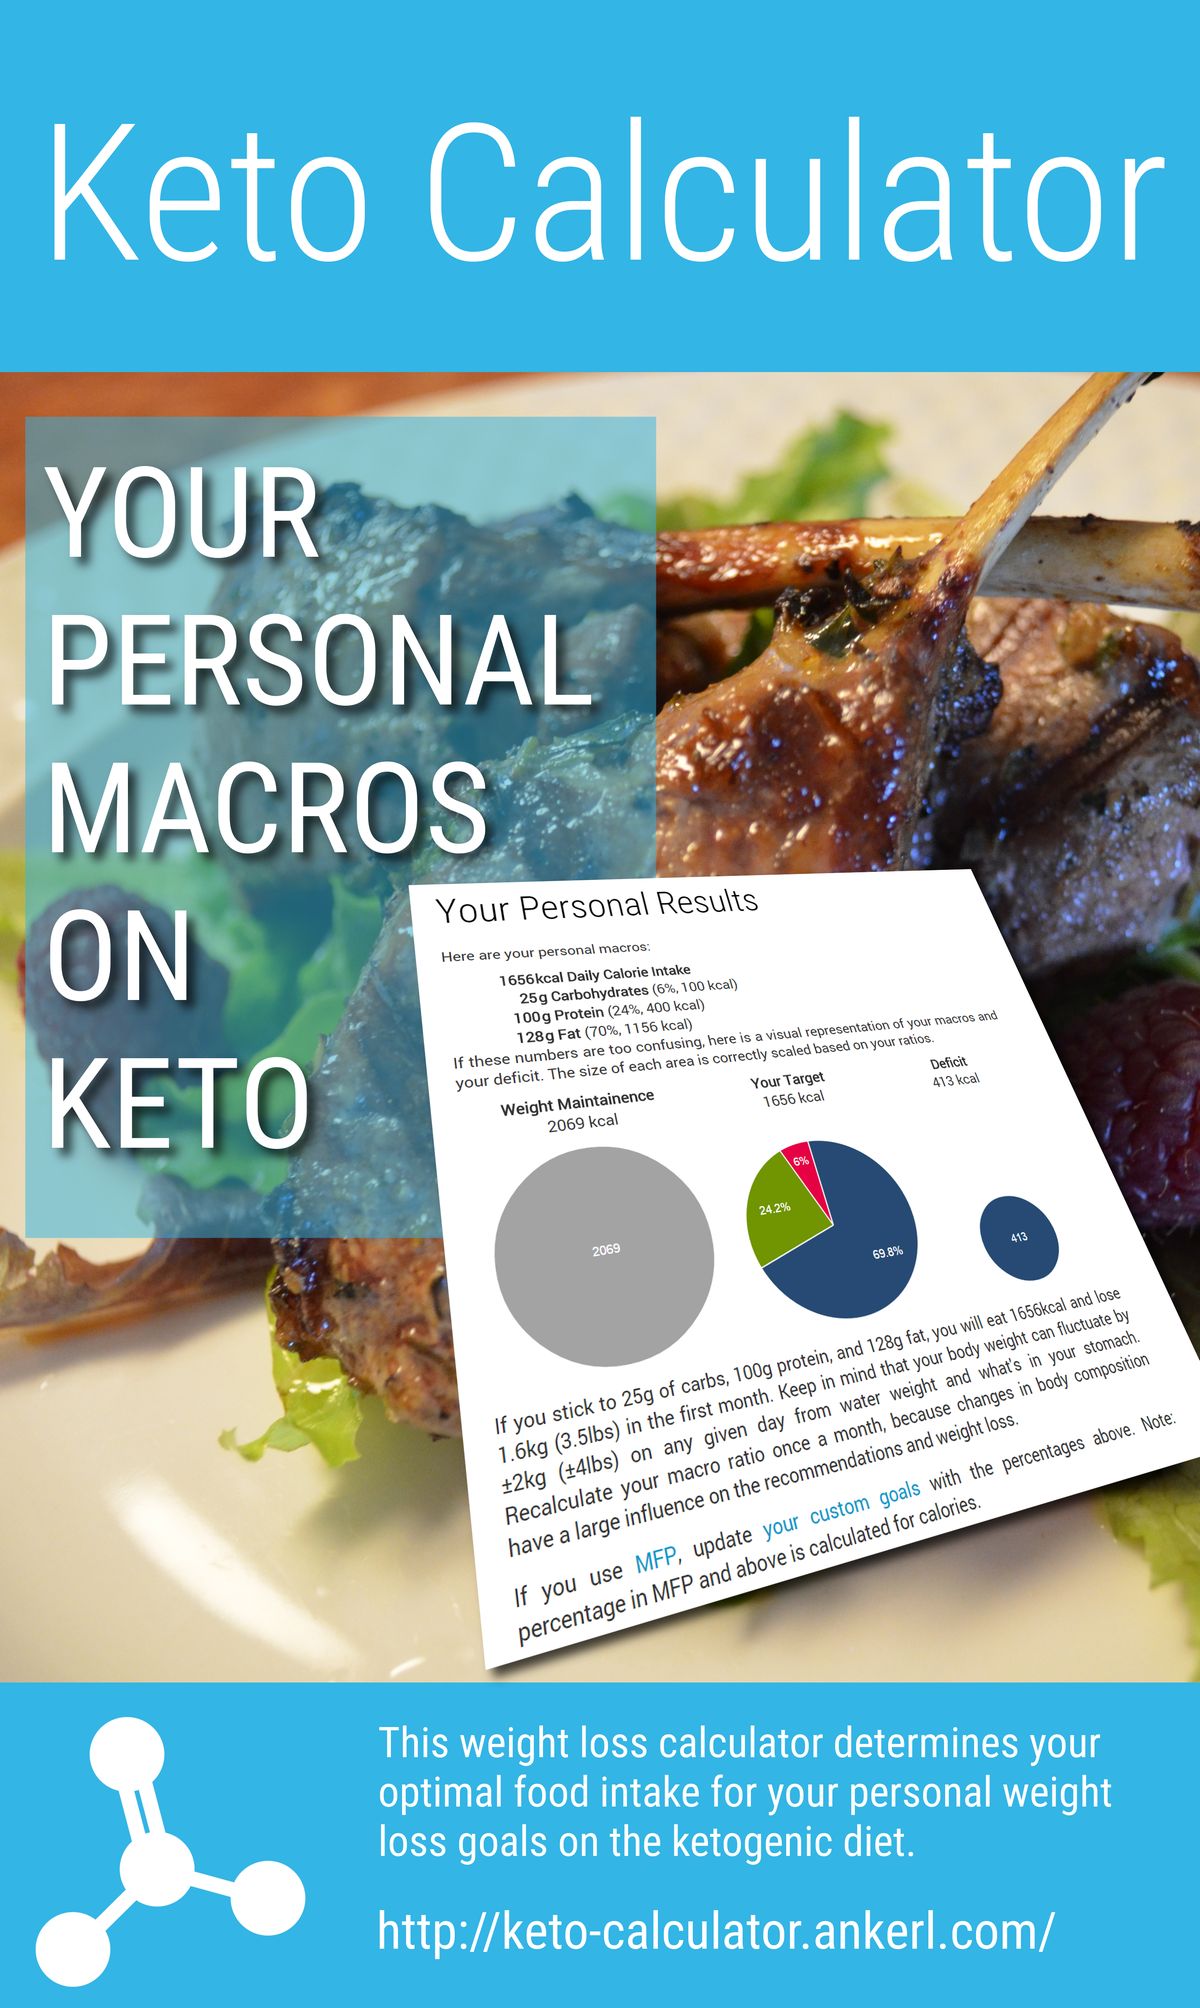 Keto Calculator
YOUR
PERSONAL
MACROS
ON
KETO
Your Personal Results
Here are your personal macros:
1656kcal Daily Calorie Intake
25g Carbohydrates (6%, 100 kcal)
100g Protein (24%, 400 kcal)
128g Fat (70%, 1156 kcal)
If these numbers are too confusing, here is a visual representation of your macros and
your deficit. The size of each area is correctly scaled based on your ratios.
Weight Maintainence
2069 kcal
Your Target
1656 kcal
Deficit
413 kcal
2069
6%
24.2%
69.8%
413
If you stick to 25g of carbs, 100g protein, and 128g fat, you will eat 1656kcal and lose
1.6kg (3.5lbs) in the first month. Keep in mind that your body weight can fluctuate by
±2kg (±4lbs) on any given day from water weight and what's in your stomach.
Recalculate your macro ratio once a month, because changes in body composition
have a large influence on the recommendations and weight loss.
If you use MFP, update your custom goals with the percentages above. Note:
percentage in MFP and above is calculated for calories.
This weight loss calculator determines your
optimal food intake for your personal weight
loss goals on the ketogenic diet.
http://keto-calculator.ankerl.com/